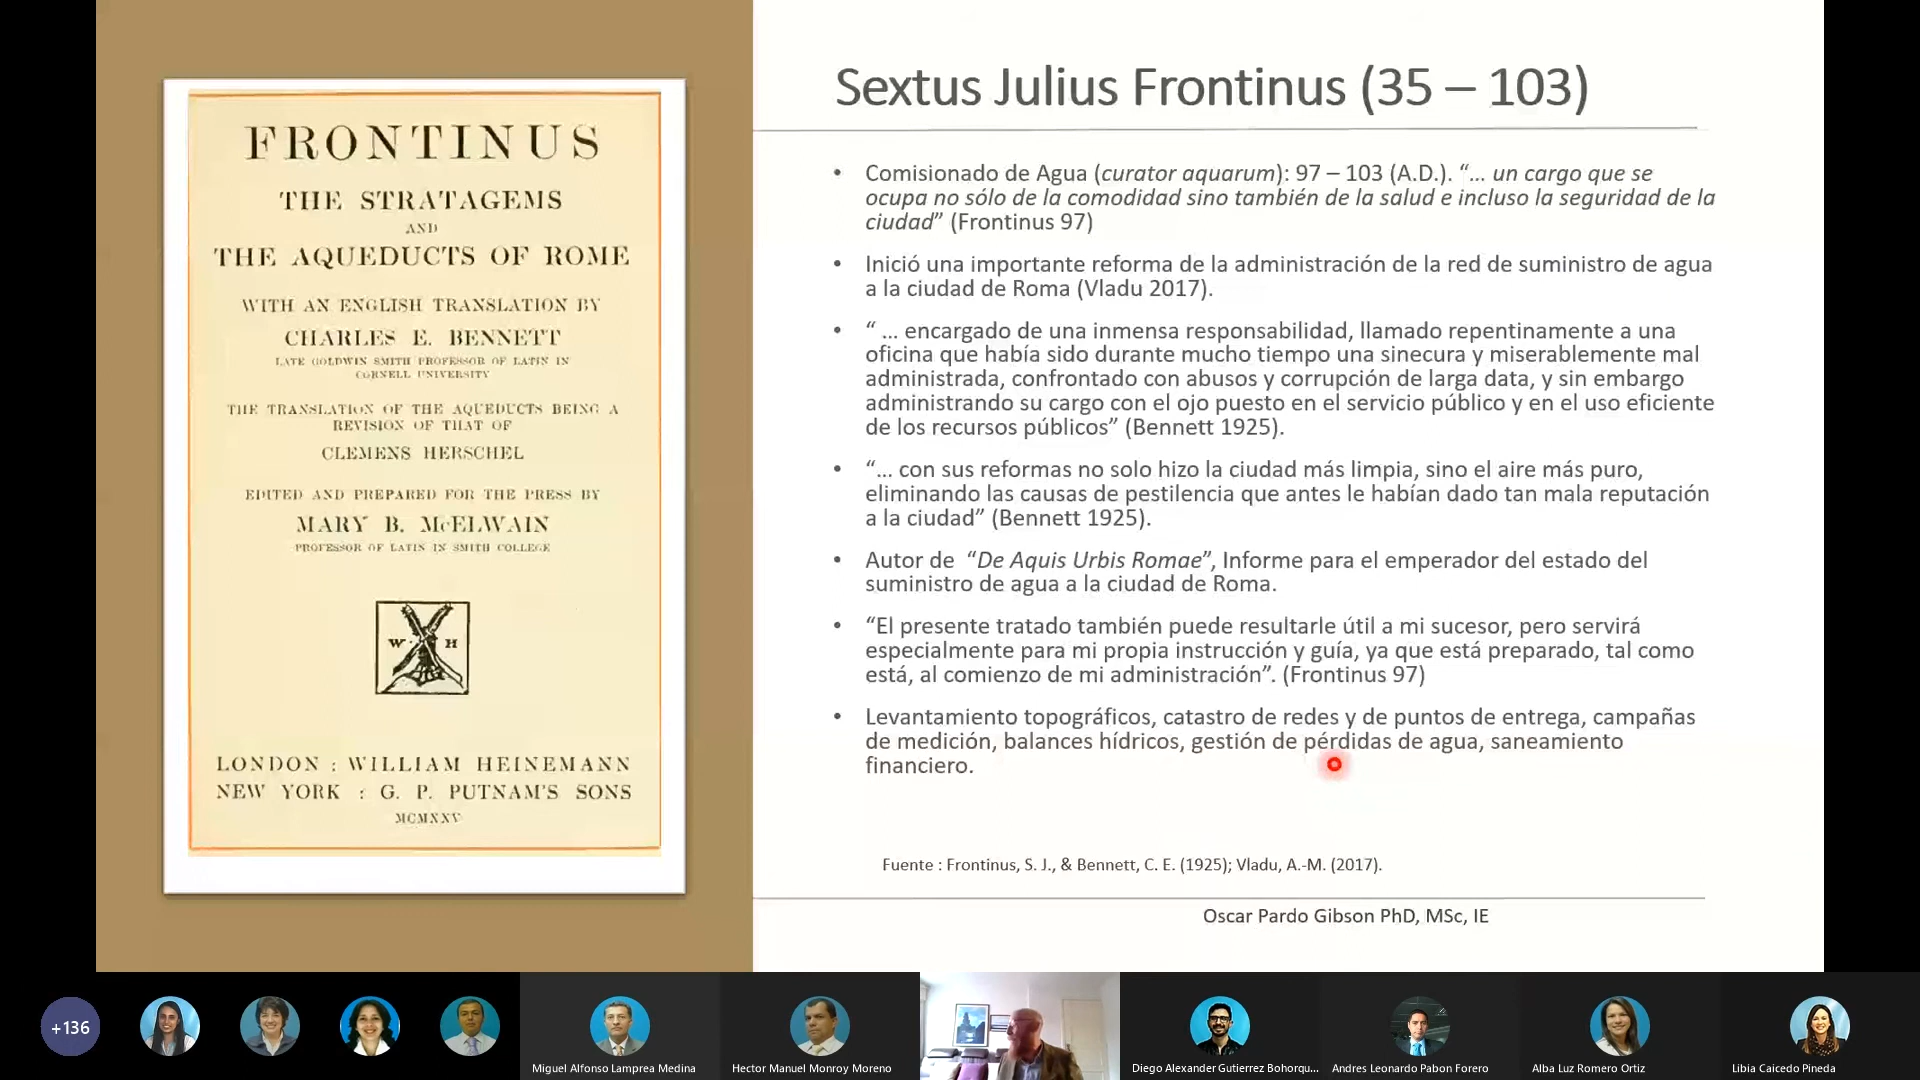 FRONTINUS
THE STRATAGEMS
AND
THE AQUEDUCTS OF ROME
WITH AN ENGLISH TRANSLATION BY
CHARLES E. BENNETT
LATE GOLDWIN SMITH PROFESSOR OF LATIN IN
CORNELL UNIVERSITY
THE TRANSLATION OF THE AQUEDUCTS BEING A
REVISION OF THAT OF
CLEMENS HERSCHEL
EDITED AND PREPARED FOR THE PRESS BY
MARY B. McELWAIN
PROFESSOR OF LATIN IN SMITH COLLEGE
W H
LONDON : WILLIAM HEINEMANN
NEW YORK : G. P. PUTNAM'S SONS
MCMXXV
Sextus Julius Frontinus (35 – 103)
• Comisionado de Agua (curator aquarum): 97 – 103 (A.D.). “... un cargo que se
ocupa no sólo de la comodidad sino también de la salud e incluso la seguridad de la
ciudad” (Frontinus 97)
• Inició una importante reforma de la administración de la red de suministro de agua
a la ciudad de Roma (Vladu 2017).
• “ ... encargado de una inmensa responsabilidad, llamado repentinamente a una
oficina que había sido durante mucho tiempo una sinecura y miserablemente mal
administrada, confrontado con abusos y corrupción de larga data, y sin embargo
administrando su cargo con el ojo puesto en el servicio público y en el uso eficiente
de los recursos públicos” (Bennett 1925).
• “... con sus reformas no solo hizo la ciudad más limpia, sino el aire más puro,
eliminando las causas de pestilencia que antes le habían dado tan mala reputación
a la ciudad” (Bennett 1925).
• Autor de “De Aquis Urbis Romae”, Informe para el emperador del estado del
suministro de agua a la ciudad de Roma.
• “El presente tratado también puede resultarle útil a mi sucesor, pero servirá
especialmente para mi propia instrucción y guía, ya que está preparado, tal como
está, al comienzo de mi administración”. (Frontinus 97)
• Levantamiento topográficos, catastro de redes y de puntos de entrega, campañas
de medición, balances hídricos, gestión de pérdidas de agua, saneamiento
financiero.
Fuente : Frontinus, S. J., & Bennett, C. E. (1925); Vladu, A.-M. (2017).
Oscar Pardo Gibson PhD, MSc, IE
+136
Miguel Alfonso Lamprea Medina
Hector Manuel Monroy Moreno
Diego Alexander Gutierrez Bohorqu...
Andres Leonardo Pabon Forero
Alba Luz Romero Ortiz
Libia Caicedo Pineda